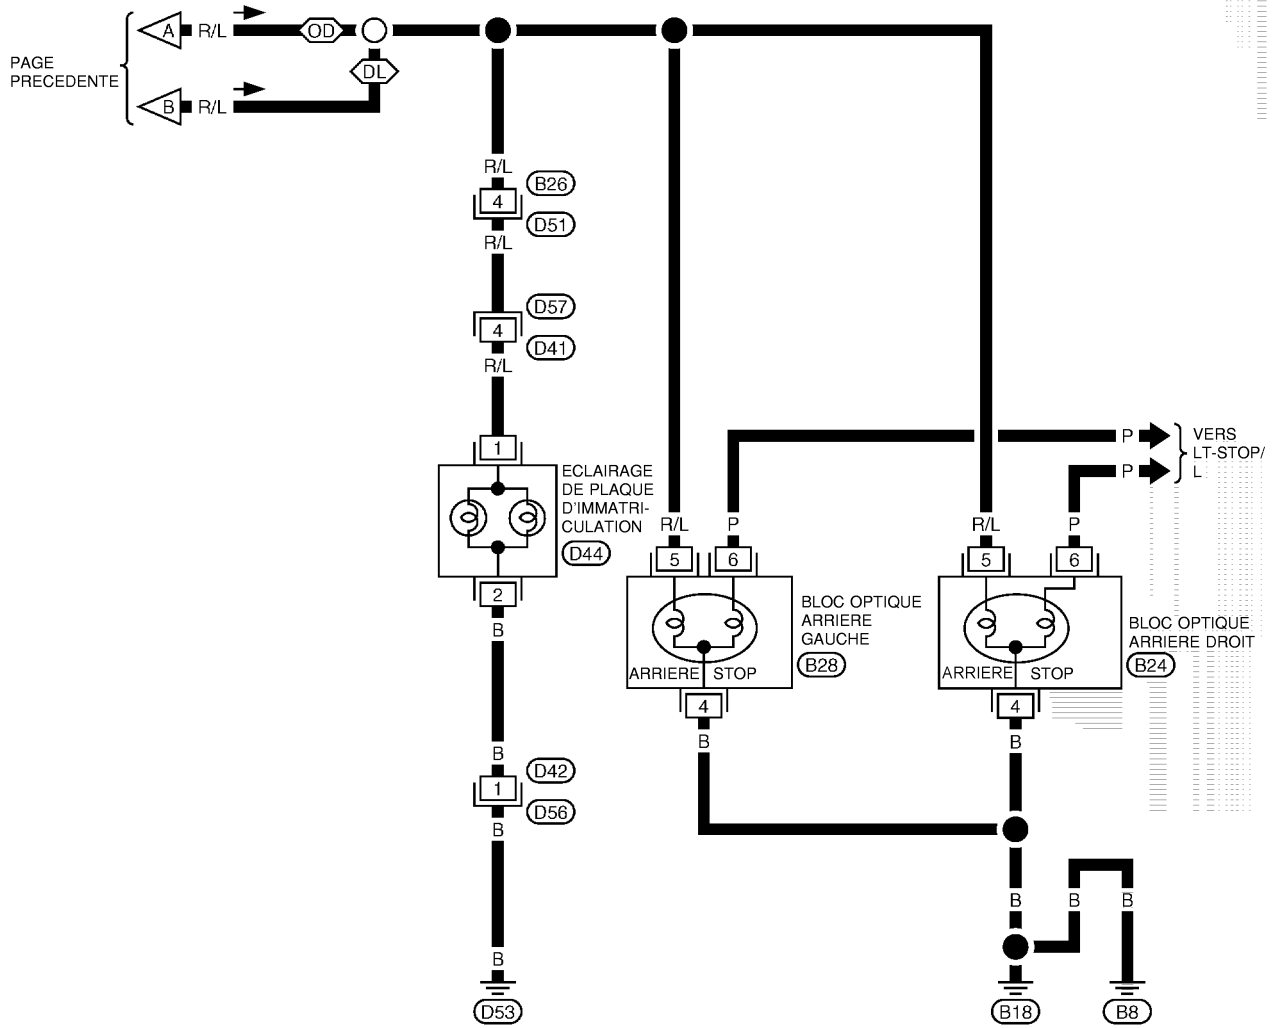 A R/L OD
PAGE
PRECEDENTE
DL
B R/L
R/L
B26
4
D51
R/L
D57
4
D41
R/L
P
VERS
LT-STOP/
L
P
1
ECLAIRAGE
DE PLAQUE
D'IMMATRI-
CULATION
D44
2
B
R/L P
5 6
BLOC OPTIQUE
ARRIERE
GAUCHE
B28
ARRIERE STOP
4
B
R/L P
5 6
BLOC OPTIQUE
ARRIERE DROIT
B24
ARRIERE STOP
4
B
B
D42
1
D56
B
B
D53
B B B
B18 B8